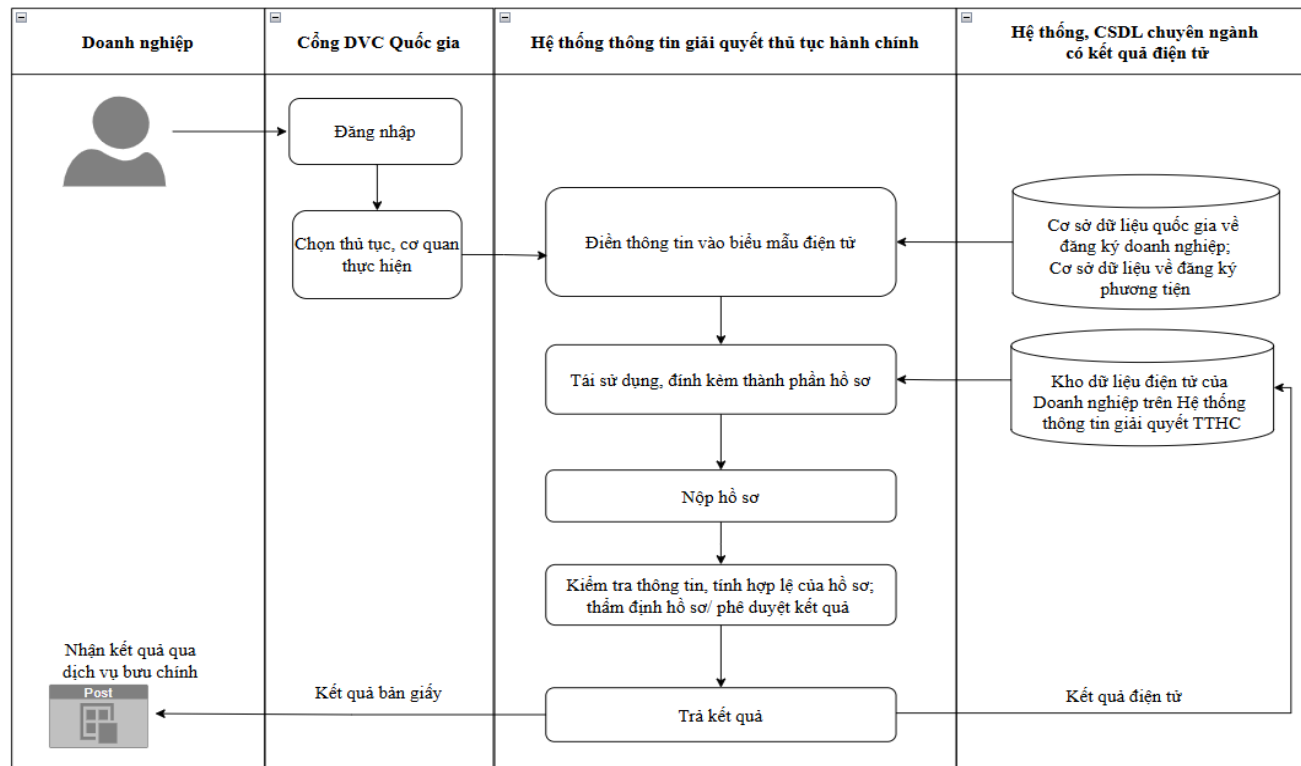 Doanh nghiệp
Cổng DVC Quốc gia
Hệ thống thông tin giải quyết thủ tục hành chính
Hệ thống, CSDL chuyên ngành
có kết quả điện tử
Đăng nhập
Chọn thủ tục, cơ quan
thực hiện
Điền thông tin vào biểu mẫu điện tử
Cơ sở dữ liệu quốc gia về
đăng ký doanh nghiệp;
Cơ sở dữ liệu về đăng ký
phương tiện
Tái sử dụng, đính kèm thành phần hồ sơ
Kho dữ liệu điện tử của
Doanh nghiệp trên Hệ thống
thông tin giải quyết TTHC
Nộp hồ sơ
Kiểm tra thông tin, tính hợp lệ của hồ sơ;
thẩm định hồ sơ/ phê duyệt kết quả
Nhận kết quả qua
dịch vụ bưu chính
Post
Kết quả bản giấy
Trả kết quả
Kết quả điện tử